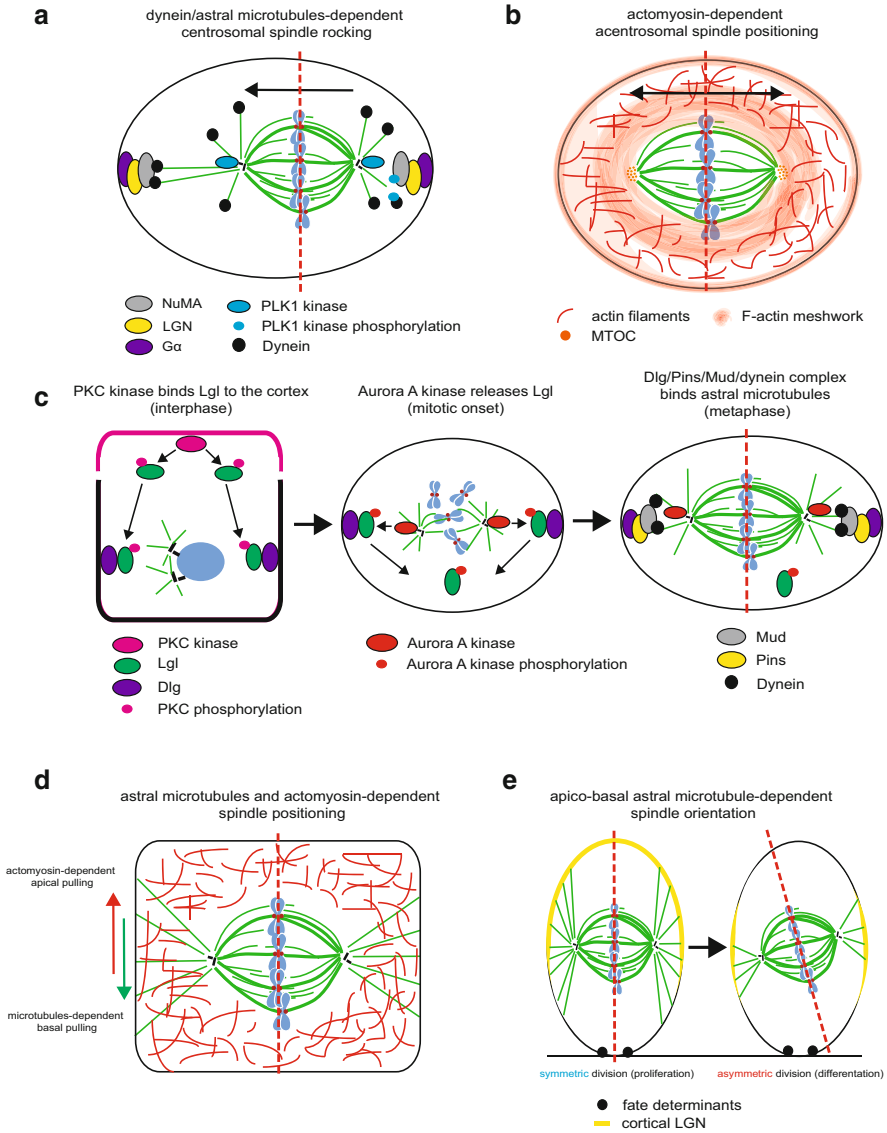 a
dynein/astral microtubules-dependent
centrosomal spindle rocking
NuMA
LGN
Gα
PLK1 kinase
PLK1 kinase phosphorylation
Dynein
b
actomyosin-dependent
acentrosomal spindle positioning
actin filaments
MTOC
F-actin meshwork
c
PKC kinase binds Lgl to the cortex
(interphase)
PKC kinase
Lgl
Dlg
PKC phosphorylation
Aurora A kinase releases Lgl
(mitotic onset)
Aurora A kinase
Aurora A kinase phosphorylation
Dlg/Pins/Mud/dynein complex
binds astral microtubules
(metaphase)
Mud
Pins
Dynein
d
astral microtubules and actomyosin-dependent
spindle positioning
actomyosin-dependent
apical pulling
microtubules-dependent
basal pulling
e
apico-basal astral microtubule-dependent
spindle orientation
symmetric division (proliferation)
asymmetric division (differentation)
fate determinants
cortical LGN